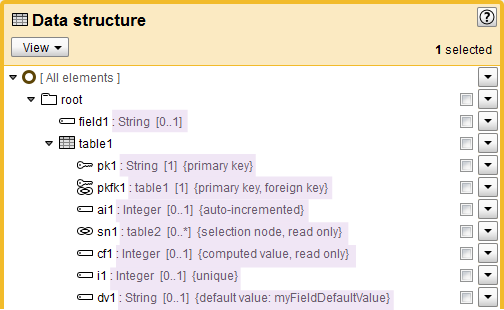 Data structure
View
1 selected
[ All elements ]
root
field1 : String [0..1]
table1
pk1 : String [1] {primary key}
pkfk1 : table1 [1] {primary key, foreign key}
ai1 : Integer [0..1] {auto-incremented}
sn1 : table2 [0..*] {selection node, read only}
cf1 : Integer [0..1] {computed value, read only}
i1 : Integer [0..1] {unique}
dv1 : String [0..1] {default value: myFieldDefaultValue}